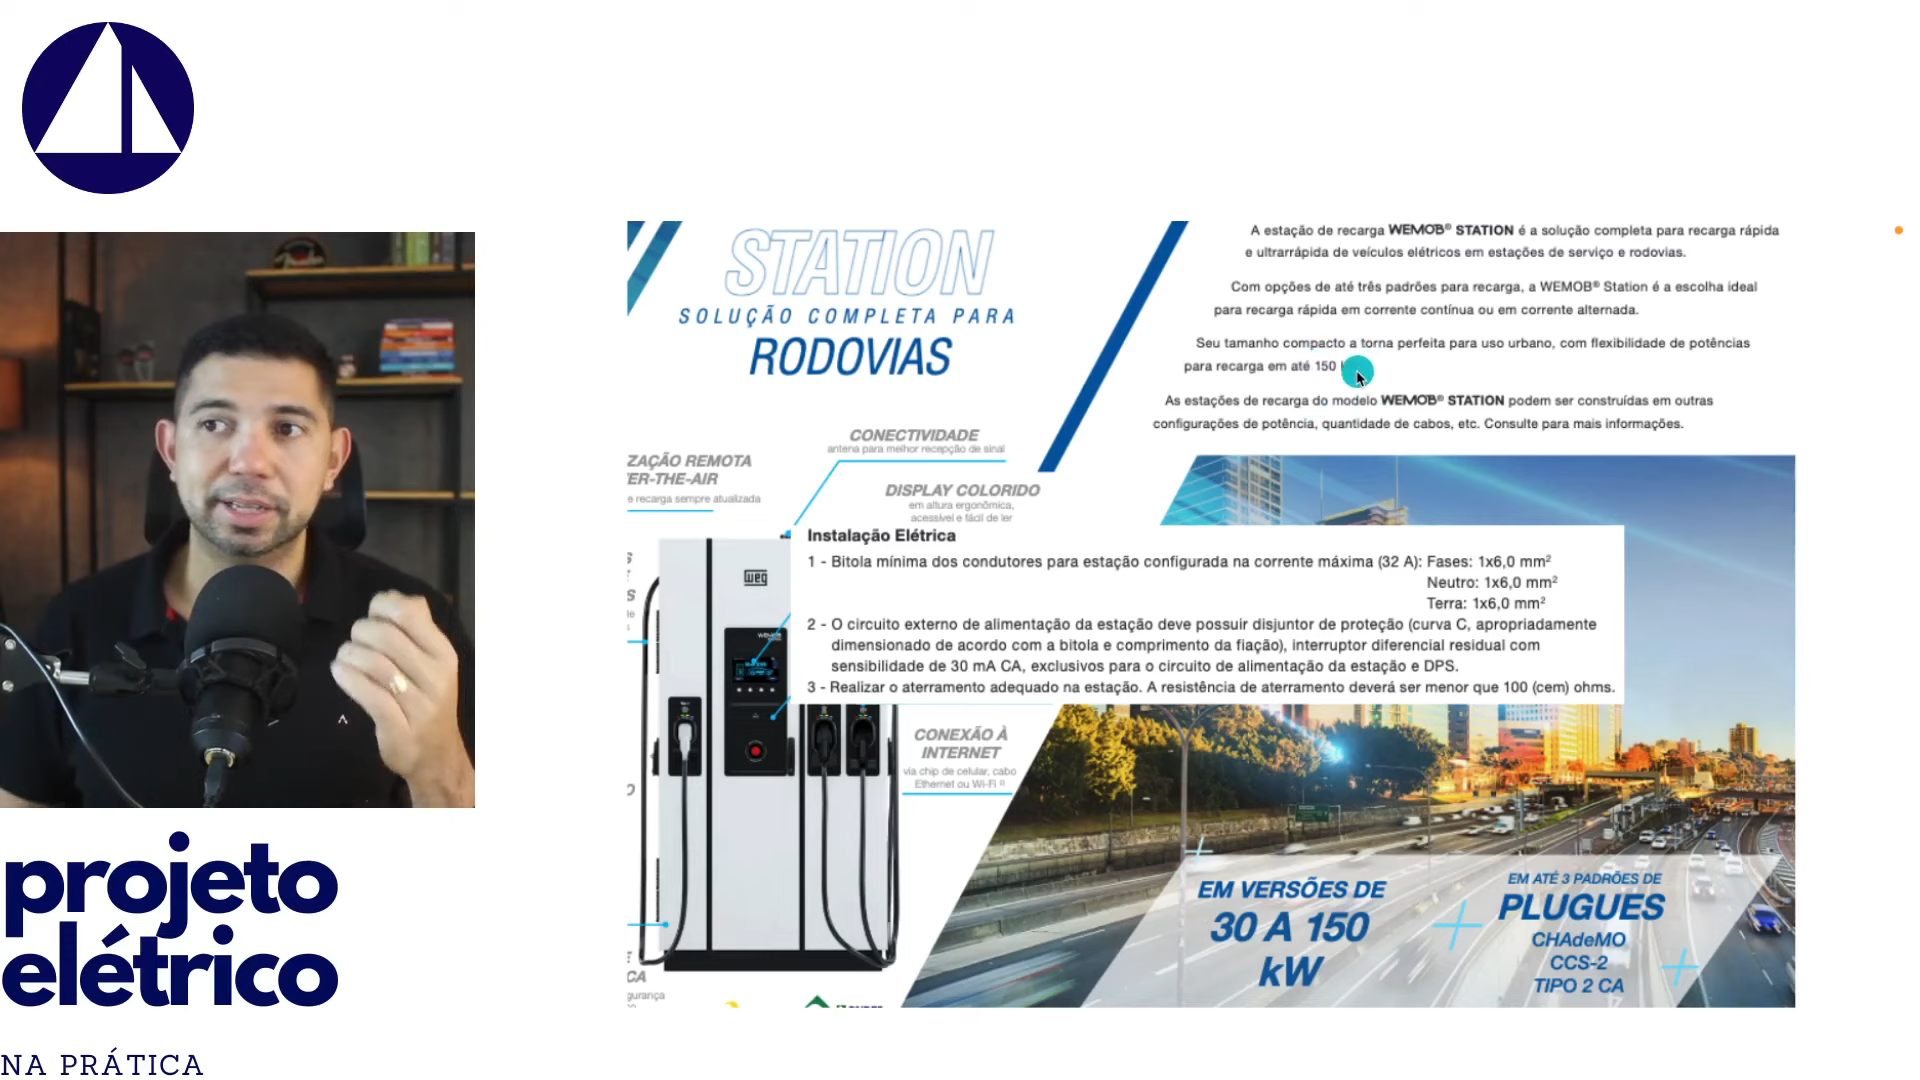 STATION
SOLUÇÃO COMPLETA PARA
RODOVIAS
A estação de recarga WEMOB® STATION é a solução completa para recarga rápida
e ultrarrápida de veículos elétricos em estações de serviço e rodovias.
Com opções de até três padrões para recarga, a WEMOB® Station é a escolha ideal
para recarga rápida em corrente contínua ou em corrente alternada.
Seu tamanho compacto a torna perfeita para uso urbano, com flexibilidade de potências
para recarga em até 150
As estações de recarga do modelo WEMOB® STATION podem ser construídas em outras
configurações de potência, quantidade de cabos, etc. Consulte para mais informações.
CONECTIVIDADE
antena para melhor recepção de sinal
ZAÇÃO REMOTA
ER-THE-AIR
e recarga sempre atualizada
DISPLAY COLORIDO
em altura ergonômica,
acessível e fácil de ler
Instalação Elétrica
1 - Bitola mínima dos condutores para estação configurada na corrente máxima (32 A): Fases: 1x6,0 mm²
Neutro: 1x6,0 mm²
Terra: 1x6,0 mm²
2 - O circuito externo de alimentação da estação deve possuir disjuntor de proteção (curva C, apropriadamente
dimensionado de acordo com a bitola e comprimento da fiação), interruptor diferencial residual com
sensibilidade de 30 mA CA, exclusivos para o circuito de alimentação da estação e DPS.
3 - Realizar o aterramento adequado na estação. A resistência de aterramento deverá ser menor que 100 (cem) ohms.
weg
CONEXÃO À
INTERNET
via chip de celular, cabo
Ethernet ou Wi-Fi
CA
gurança
EM VERSÕES DE
30 A 150
kW
EM ATÉ 3 PADRÕES DE
PLUGUES
CHAdeMO
CCS-2
TIPO 2 CA
projeto
elétrico
NA PRÁTICA